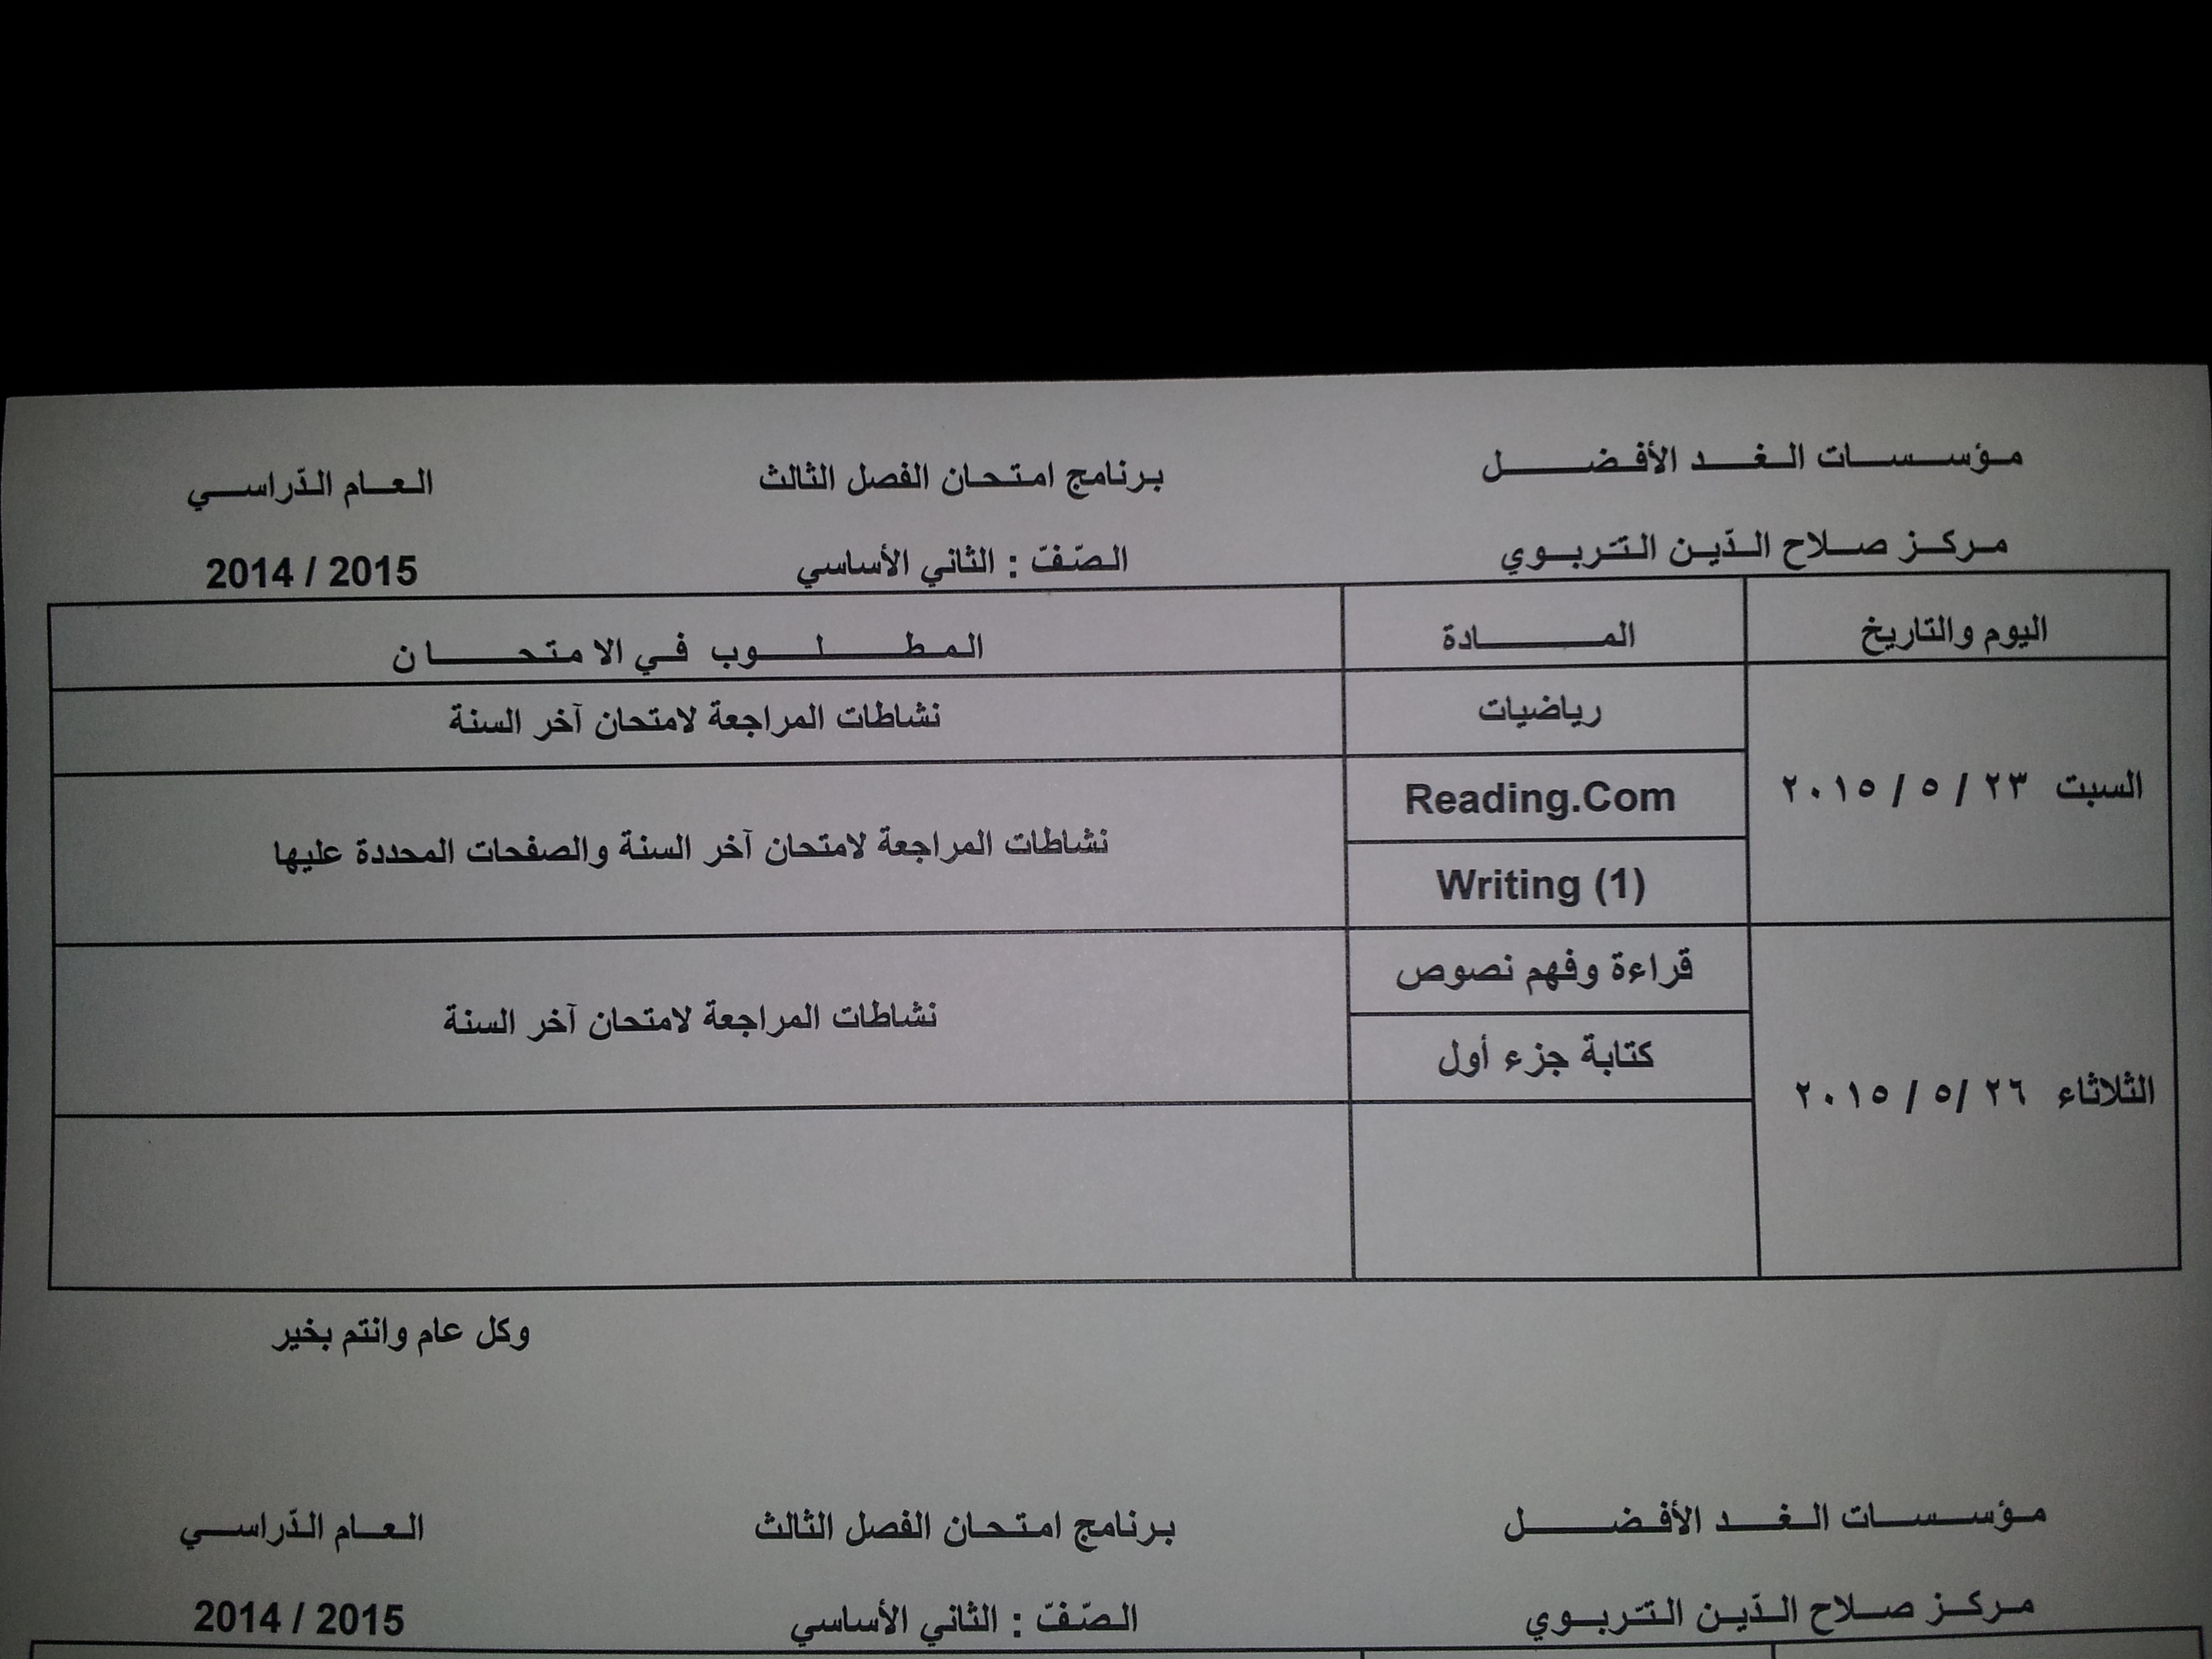 مؤسسات الغد الأفضل برنامج امتحان الفصل الثالث العام الدّراسي
مركز صلاح الدّين التّربوي الصّفّ : الثاني الأساسي 2014 / 2015
اليوم والتاريخ المادة المطلوب في الامتحان
السبت ٢٣ / ٥ / ٢٠١٥
رياضيات نشاطات المراجعة لامتحان آخر السنة
Reading.Com
Writing (1)
نشاطات المراجعة لامتحان آخر السنة والصفحات المحددة عليها
الثلاثاء ٢٦ /٥ / ٢٠١٥
قراءة وفهم نصوص
كتابة جزء أول
نشاطات المراجعة لامتحان آخر السنة
وكل عام وانتم بخير
مؤسسات الغد الأفضل برنامج امتحان الفصل الثالث العام الدّراسي
مركز صلاح الدّين التّربوي الصّفّ : الثاني الأساسي 2014 / 2015